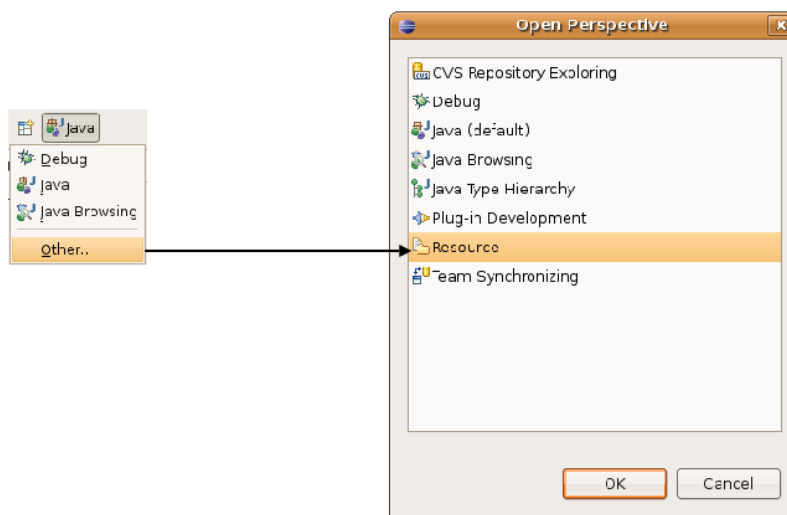 Java
Debug
Java
Java Browsing
Other..
Open Perspective
CVS Repository Exploring
Debug
Java (default)
Java Browsing
Java Type Hierarchy
Plug-in Development
Resource
Team Synchronizing
OK
Cancel